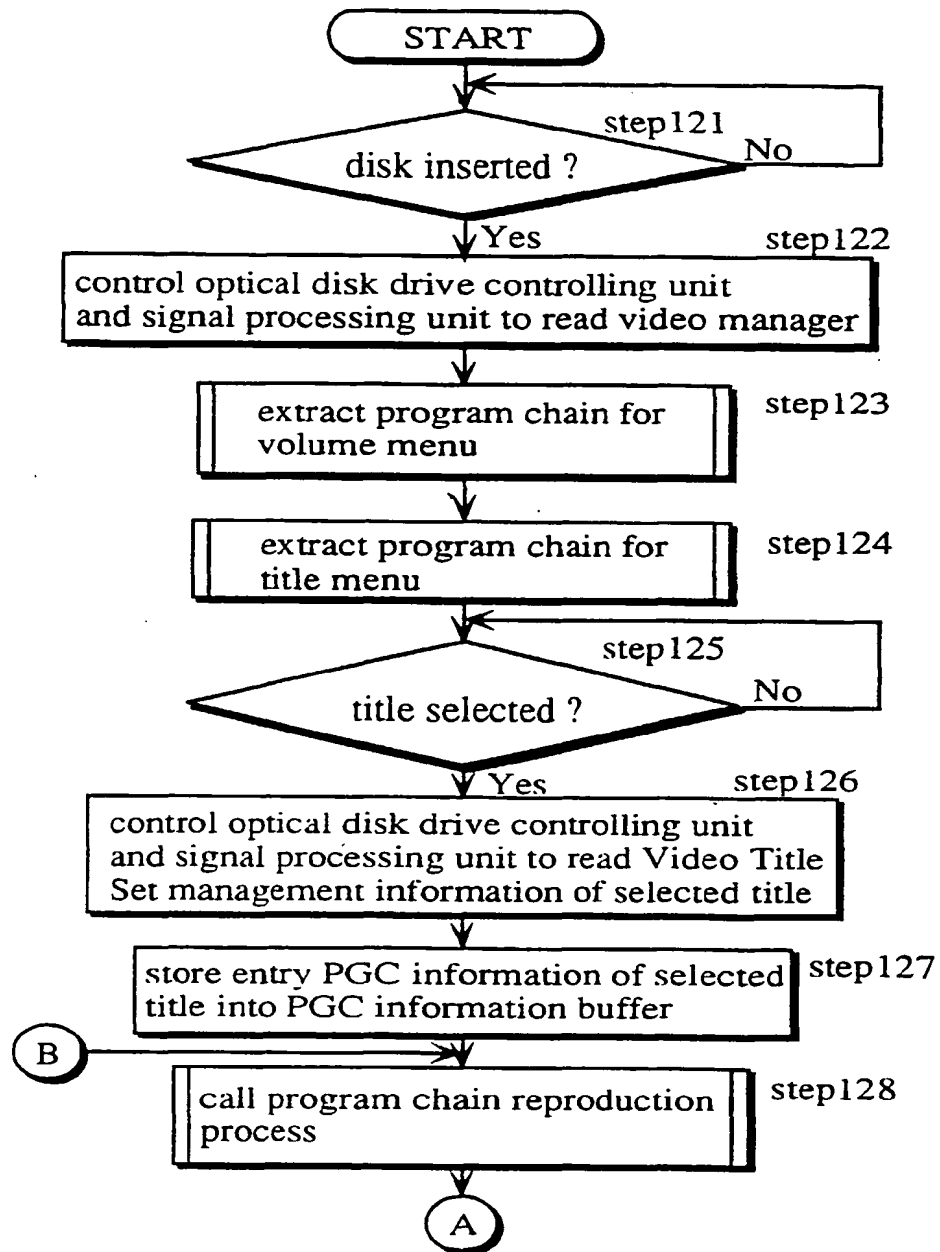 START
step121
disk inserted ?
No
Yes
step122
control optical disk drive controlling unit
and signal processing unit to read video manager
extract program chain for
volume menu
step123
extract program chain for
title menu
step124
step125
title selected ?
No
Yes
step126
control optical disk drive controlling unit
and signal processing unit to read Video Title
Set management information of selected title
store entry PGC information of selected
title into PGC information buffer
step127
B
call program chain reproduction
process
step128
A